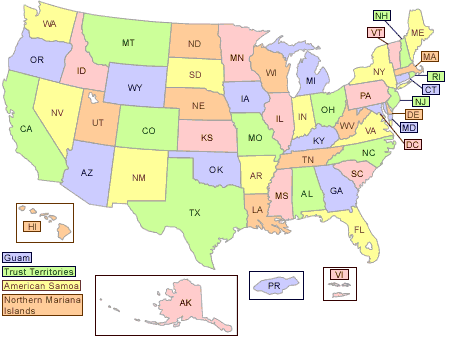 NH
WA
ME
VT
MT
ND
MN
OR
ID
MA
WI
SD
NY
MI
RI
WY
CT
IA
PA
NE
NJ
NV
OH
IL
IN
UT
DE
CO
WV
CA
MD
VA
KS
MO
KY
DC
NC
TN
OK
AZ
NM
AR
SC
MS
AL
GA
TX
LA
HI
FL
Guam
Trust Territories
American Samoa
Northern Mariana
Islands
AK
PR
VI